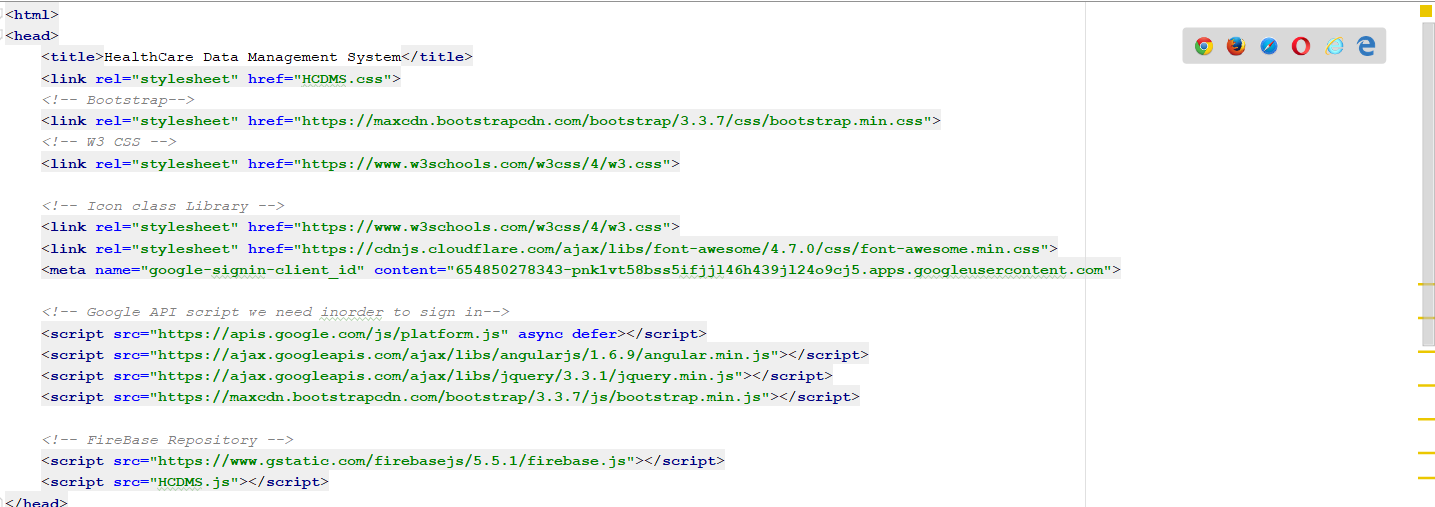 <html>
<head>
<title>HealthCare Data Management System</title>
<link rel="stylesheet" href="HCDMS.css">
<!-- Bootstrap-->
<link rel="stylesheet" href="https://maxcdn.bootstrapcdn.com/bootstrap/3.3.7/css/bootstrap.min.css">
<!-- W3 CSS -->
<link rel="stylesheet" href="https://www.w3schools.com/w3css/4/w3.css">
<!-- Icon class Library -->
<link rel="stylesheet" href="https://www.w3schools.com/w3css/4/w3.css">
<link rel="stylesheet" href="https://cdnjs.cloudflare.com/ajax/libs/font-awesome/4.7.0/css/font-awesome.min.css">
<meta name="google-signin-client_id" content="654850278343-pnk1vt58bss5ifjjl46h439jl24o9cj5.apps.googleusercontent.com">
<!-- Google API script we need inorder to sign in-->
<script src="https://apis.google.com/js/platform.js" async defer></script>
<script src="https://ajax.googleapis.com/ajax/libs/angularjs/1.6.9/angular.min.js"></script>
<script src="https://ajax.googleapis.com/ajax/libs/jquery/3.3.1/jquery.min.js"></script>
<script src="https://maxcdn.bootstrapcdn.com/bootstrap/3.3.7/js/bootstrap.min.js"></script>
<!-- FireBase Repository -->
<script src="https://www.gstatic.com/firebasejs/5.5.1/firebase.js"></script>
<script src="HCDMS.js"></script>
</head>